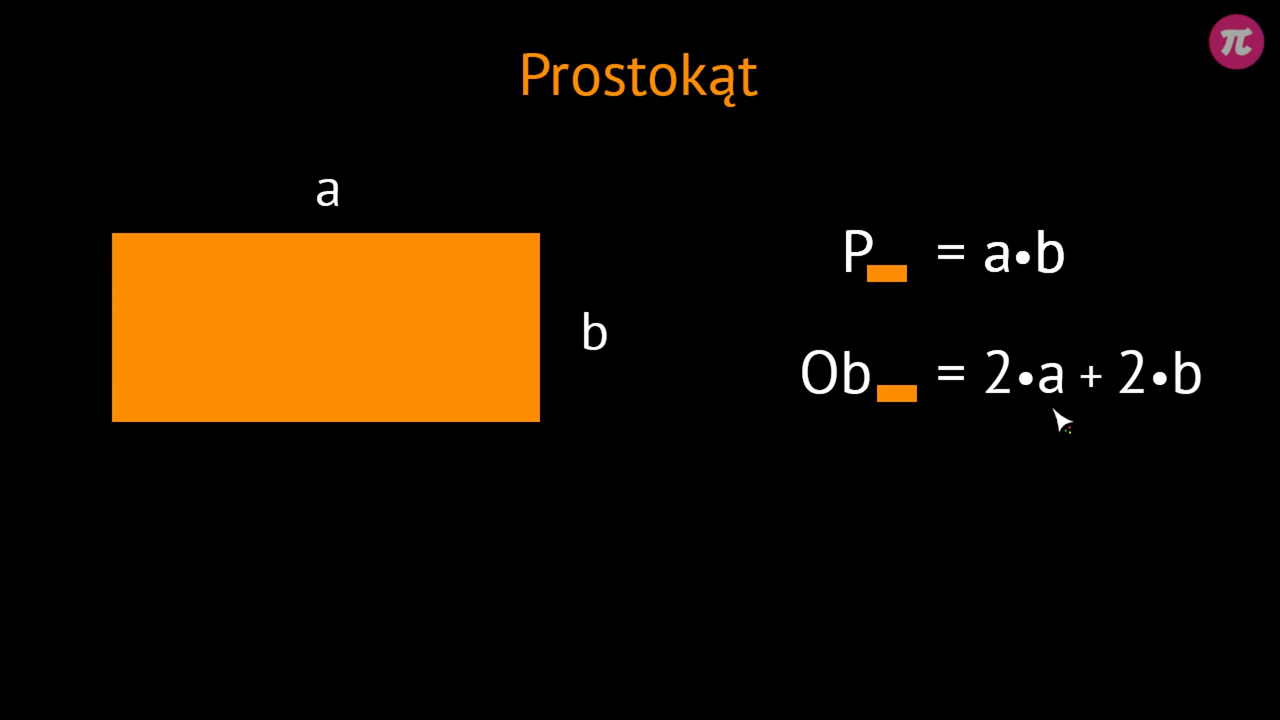 Prostokąt
a
b
P = a•b
Ob = 2•a + 2•b
π